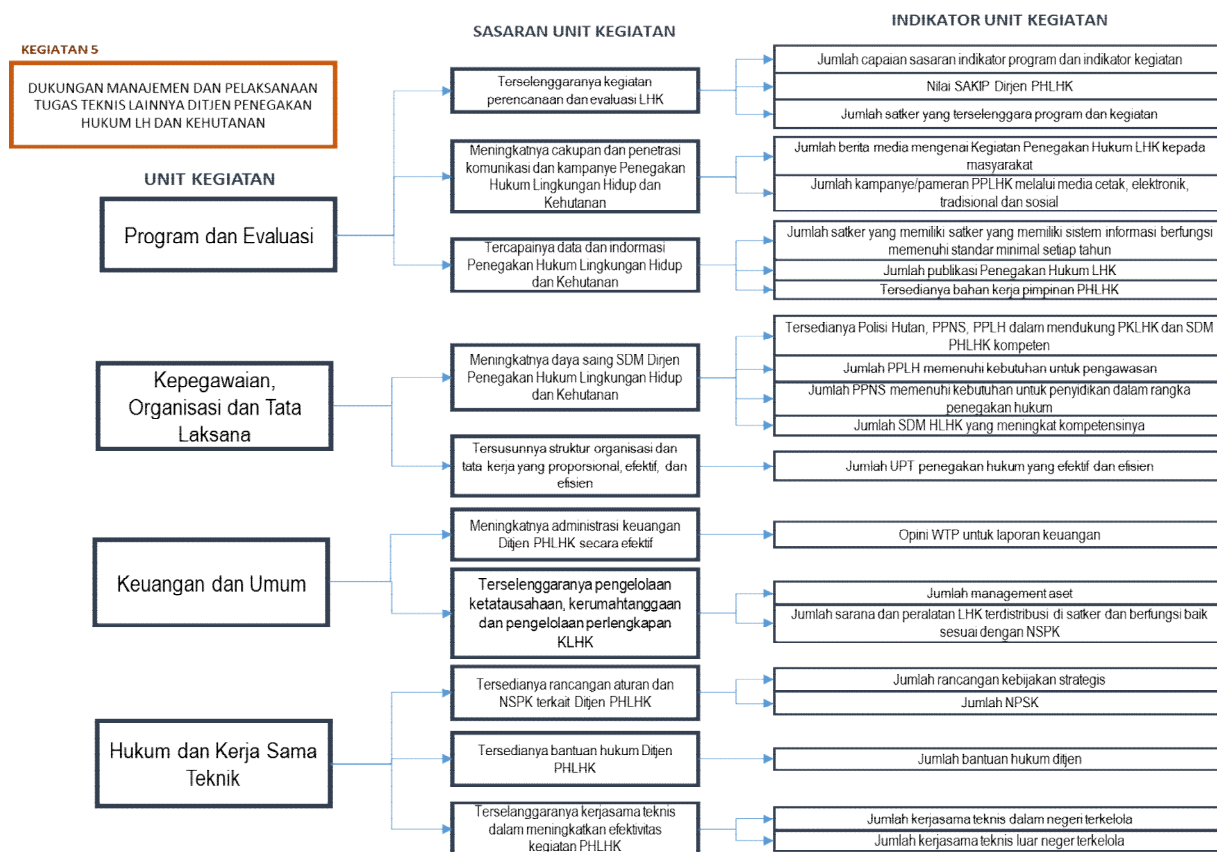 SASARAN UNIT KEGIATAN
INDIKATOR UNIT KEGIATAN
KEGIATAN 5
DUKUNGAN MANAJEMEN DAN PELAKSANAAN
TUGAS TEKNIS LAINNYA DITJEN PENEGAKAN
HUKUM LH DAN KEHUTANAN
UNIT KEGIATAN
Program dan Evaluasi
Terselenggaranya kegiatan
perencanaan dan evaluasi LHK
Jumlah capaian sasaran indikator program dan indikator kegiatan
Nilai SAKIP Dirjen PHLHK
Jumlah satker yang terselenggara program dan kegiatan
Meningkatnya cakupan dan penetrasi
komunikasi dan kampanye Penegakan
Hukum Lingkungan Hidup dan
Kehutanan
Jumlah berita media mengenai Kegiatan Penegakan Hukum LHK kepada
masyarakat
Jumlah kampanye/pameran PPLHK melalui media cetak, elektronik,
tradisional dan sosial
Tercapainya data dan indormasi
Penegakan Hukum Lingkungan Hidup
dan Kehutanan
Jumlah satker yang memiliki satker yang memiliki sistem informasi berfungsi
memenuhi standar minimal setiap tahun
Jumlah publikasi Penegakan Hukum LHK
Tersedianya bahan kerja pimpinan PHLHK
Kepegawaian,
Organisasi dan Tata
Laksana
Meningkatnya daya saing SDM Dirjen
Penegakan Hukum Lingkungan Hidup
dan Kehutanan
Tersedianya Polisi Hutan, PPNS, PPLH dalam mendukung PKLHK dan SDM
PHLHK kompeten
Jumlah PPLH memenuhi kebutuhan untuk pengawasan
Jumlah PPNS memenuhi kebutuhan untuk penyidikan dalam rangka
penegakan hukum
Jumlah SDM HLHK yang meningkat kompetensinya
Tersusunnya struktur organisasi dan
tata kerja yang proporsional, efektif, dan
efisien
Jumlah UPT penegakan hukum yang efektif dan efisien
Keuangan dan Umum
Meningkatnya administrasi keuangan
Ditjen PHLHK secara efektif
Opini WTP untuk laporan keuangan
Terselenggaranya pengelolaan
ketatausahaan, kerumahtanggaan
dan pengelolaan perlengkapan
KLHK
Jumlah management aset
Jumlah sarana dan peralatan LHK terdistribusi di satker dan berfungsi baik
sesuai dengan NSPK
Hukum dan Kerja Sama
Teknik
Tersedianya rancangan aturan dan
NSPK terkait Ditjen PHLHK
Jumlah rancangan kebijakan strategis
Jumlah NPSK
Tersedianya bantuan hukum Ditjen
PHLHK
Jumlah bantuan hukum ditjen
Terselanggaranya kerjasama teknis
dalam meningkatkan efektivitas
kegiatan PHLHK
Jumlah kerjasama teknis dalam negeri terkelola
Jumlah kerjasama teknis luar neger terkelola